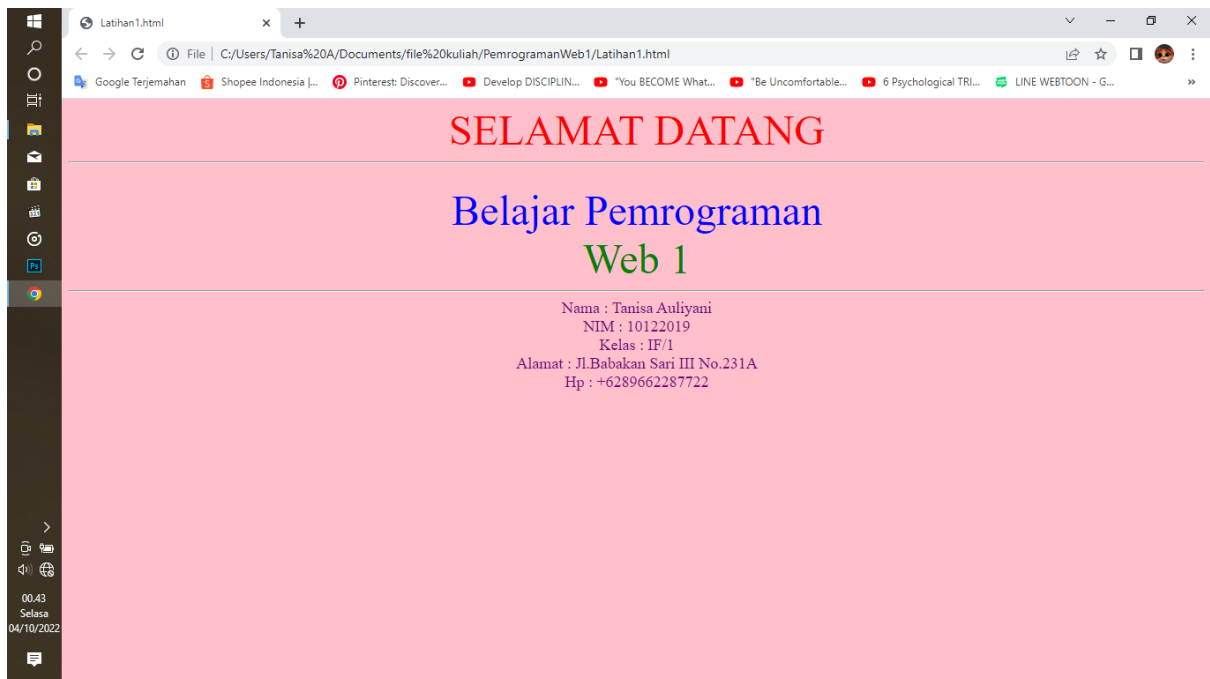 Latihan1.html
File | C:/Users/Tanisa%20A/Documents/file%20kuliah/PemrogramanWeb1/Latihan1.html
Google Terjemahan Shopee Indonesia |... Pinterest: Discover... Develop DISCIPLIN... "You BECOME What... "Be Uncomfortable... 6 Psychological TRI... LINE WEBTOON - G... »
SELAMAT DATANG
Belajar Pemrograman
Web 1
Nama : Tanisa Auliyani
NIM : 10122019
Kelas : IF/1
Alamat : Jl.Babakan Sari III No.231A
Hp : +6289662287722
Ps
00.43
Selasa
04/10/2022